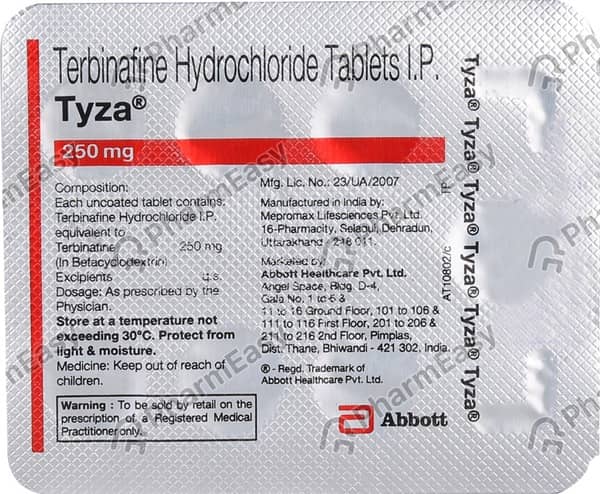 Terbinafine Hydrochloride Tablets I.P.
Tyza®
250 mg
Composition:
Each uncoated tablet contains:
Terbinafine Hydrochloride I.P.
equivalent to
Terbinafine 250 mg
(In Betacyclodextrin)
Excipients q.s.
Dosage: As prescribed by the
Physician.
Store at a temperature not
exceeding 30°C. Protect from
light & moisture.
Medicine: Keep out of reach of
children.
Warning : To be sold by retail on the
prescription of a Registered Medical
Practitioner only.
Mfg. Lic. No.: 23/UA/2007
Manufactured in India by:
Mepromax Lifesciences Pvt. Ltd.
16-Pharmacity, Selaqui, Dehradun,
Uttarakhand - 248 011.
Marketed by:
Abbott Healthcare Pvt. Ltd.
Angel Space, Bldg. D-4,
Gala No. 1 to 6 &
11 to 16 Ground Floor, 101 to 106 &
111 to 116 First Floor, 201 to 206 &
211 to 216 2nd Floor, Pimplas,
Dist. Thane, Bhiwandi - 421 302, India.
® - Regd. Trademark of
Abbott Healthcare Pvt. Ltd.
Abbott
AT10802/c
Tyza® Tyza® Tyza® Tyza® Tyza®
PharmEasy